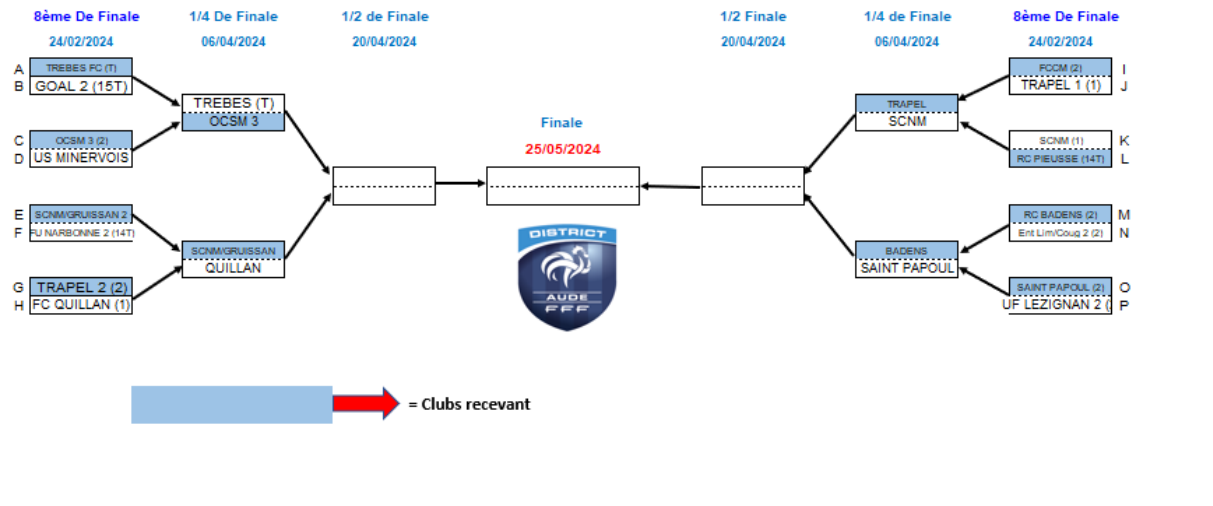 8ème De Finale 1/4 De Finale 1/2 de Finale 1/2 Finale 1/4 de Finale 8ème De Finale
24/02/2024 06/04/2024 20/04/2024 20/04/2024 06/04/2024 24/02/2024
A TREBES FC (T) FCCM (2) I
B GOAL 2 (15T) TRAPEL 1 (1) J
TREBES (T) TRAPEL
OCSM 3 SCNM
Finale
C OCSM 3 (2) SCNM (1) K
25/05/2024
D US MINERVOIS RC PIEUSSE (14T) L
E SCNM/GRUISSAN 2 RC BADENS (2) M
F FU NARBONNE 2 (14T) Ent Lim/Coug 2 (2) N
DISTRICT
SCNM/GRUISSAN BADENS
QUILLAN SAINT PAPOUL
G TRAPEL 2 (2) SAINT PAPOUL (2) O
AUDE
H FC QUILLAN (1) UF LEZIGNAN 2 ( P
FFF
= Clubs recevant